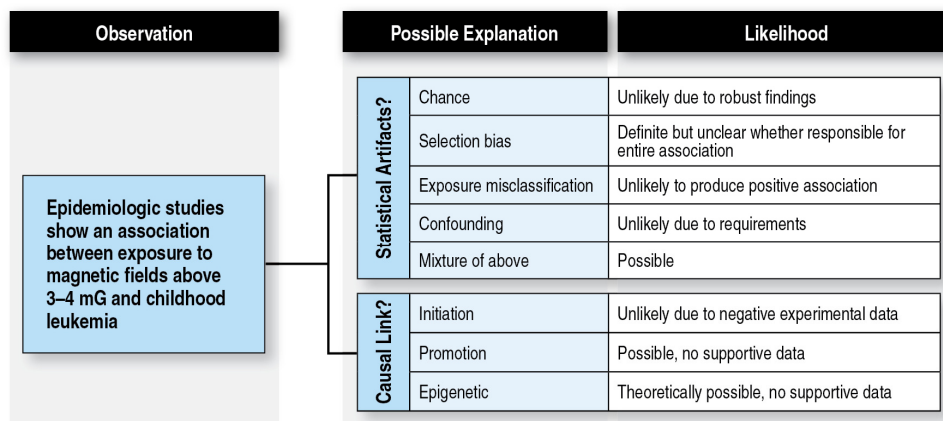 Observation
Possible Explanation
Likelihood
Epidemiologic studies
show an association
between exposure to
magnetic fields above
3–4 mG and childhood
leukemia
Statistical Artifacts?
Chance
Unlikely due to robust findings
Selection bias
Definite but unclear whether responsible for
entire association
Exposure misclassification
Unlikely to produce positive association
Confounding
Unlikely due to requirements
Mixture of above
Possible
Causal Link?
Initiation
Unlikely due to negative experimental data
Promotion
Possible, no supportive data
Epigenetic
Theoretically possible, no supportive data